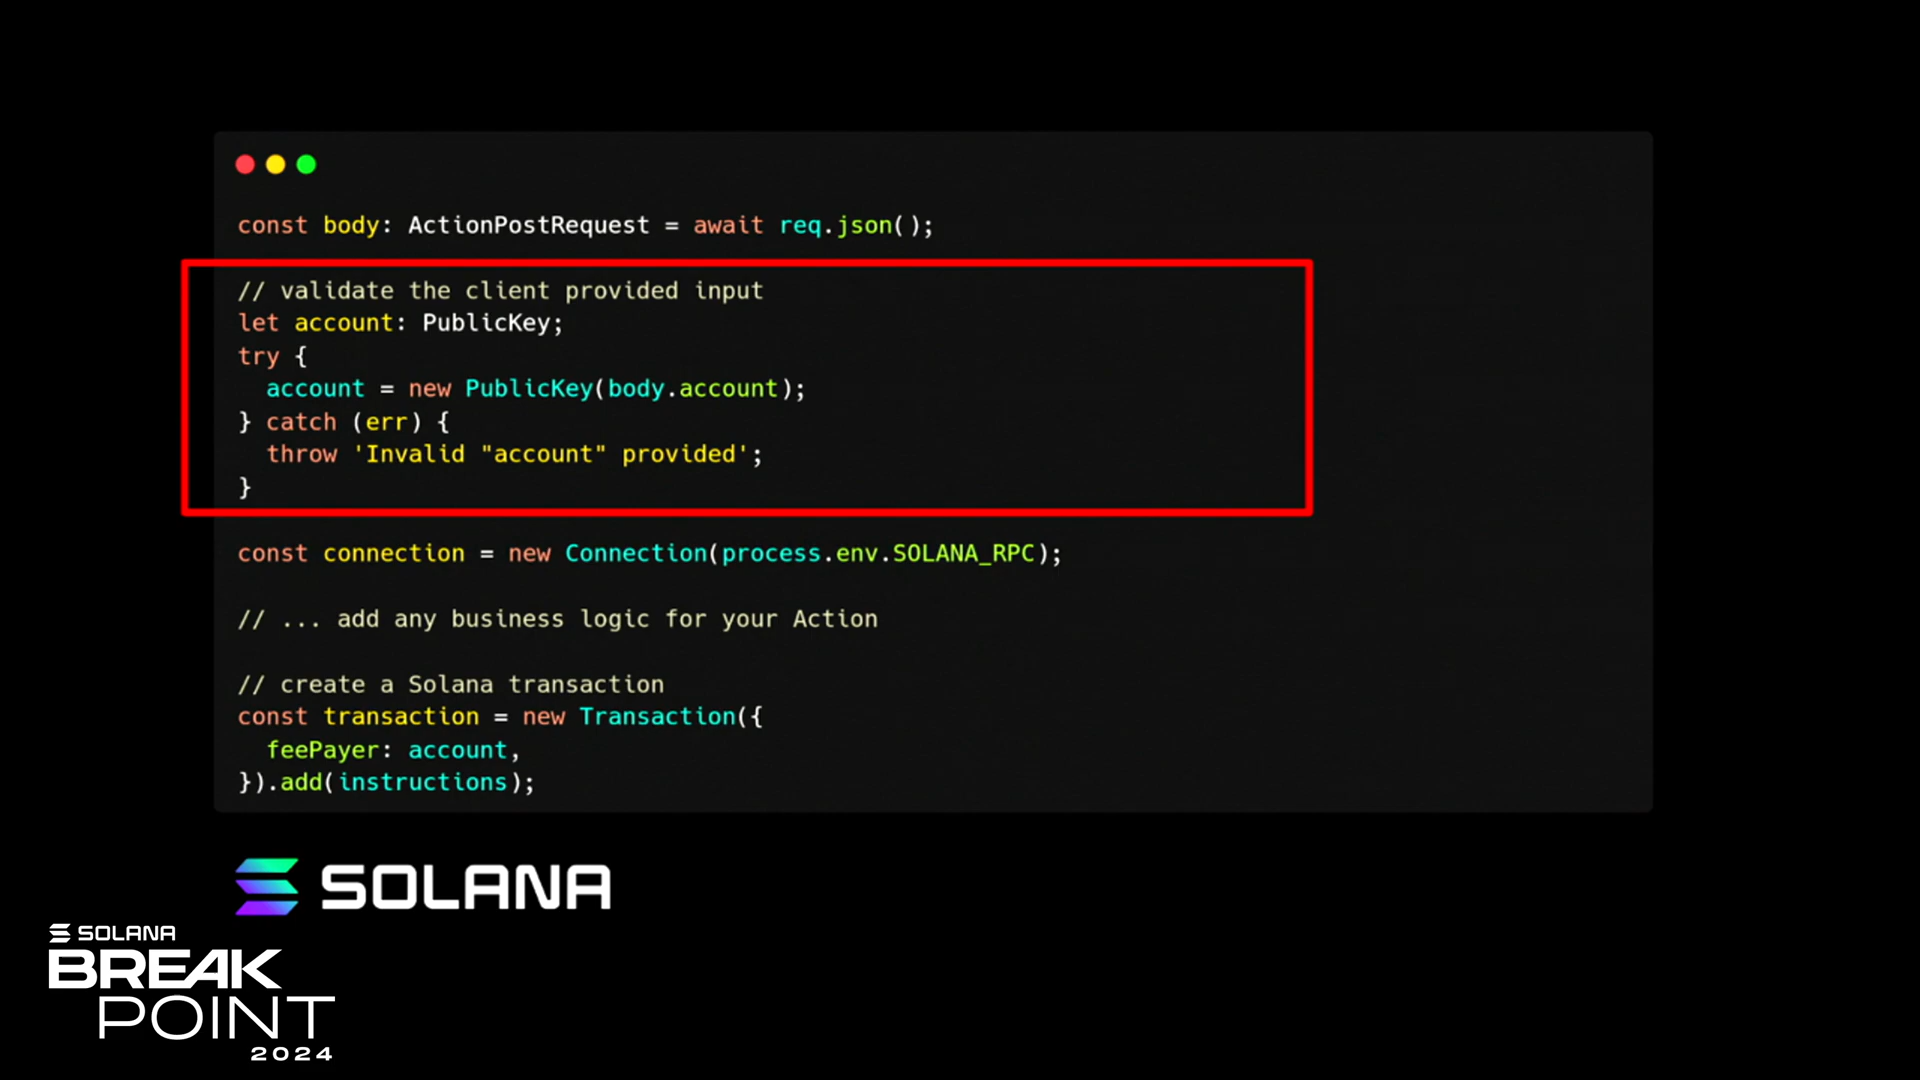 const body: ActionPostRequest = await req.json();
// validate the client provided input
let account: PublicKey;
try {
  account = new PublicKey(body.account);
} catch (err) {
  throw 'Invalid "account" provided';
}
const connection = new Connection(process.env.SOLANA_RPC);
// ... add any business logic for your Action
// create a Solana transaction
const transaction = new Transaction({
  feePayer: account,
}).add(instructions);
SOLANA
SOLANA
BREAK
POINT
2024